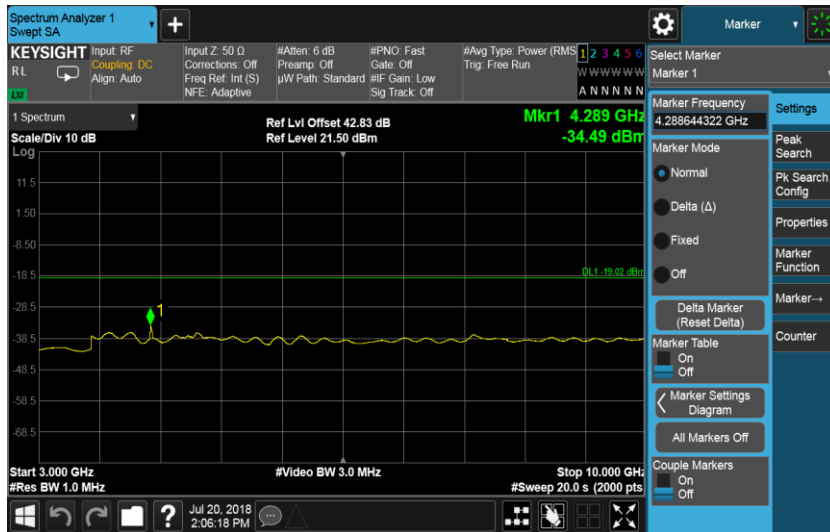 Spectrum Analyzer 1
Swept SA
Marker
KEYSIGHT
Input: RF
Input Z: 50 Ω
#Atten: 6 dB
#PNO: Fast
#Avg Type: Power (RMS
1 2 3 4 5 6
Select Marker
R L
Coupling: DC
Corrections: Off
Preamp: Off
Gate: Off
Trig: Free Run
Marker 1
Align: Auto
Freq Ref: Int (S)
µW Path: Standard
#IF Gain: Low
W W W W W W
LXI
NFE: Adaptive
Sig Track: Off
A N N N N N
1 Spectrum
Ref Lvl Offset 42.83 dB
Mkr1 4.289 GHz
Scale/Div 10 dB
Ref Level 21.50 dBm
-34.49 dBm
Log
11.5
1.50
-8.50
-18.5
DL1 -19.02 dBm
-28.5
1
-38.5
-48.5
-58.5
-68.5
Start 3.000 GHz
#Video BW 3.0 MHz
Stop 10.000 GHz
#Res BW 1.0 MHz
#Sweep 20.0 s (2000 pts
Marker Frequency
4.288644322 GHz
Marker Mode
Normal
Delta (Δ)
Fixed
Off
Delta Marker
(Reset Delta)
Marker Table
On
Off
Marker Settings
Diagram
All Markers Off
Couple Markers
On
Off
Settings
Peak
Search
Pk Search
Config
Properties
Marker
Function
Marker→
Counter
?
Jul 20, 2018
2:06:18 PM